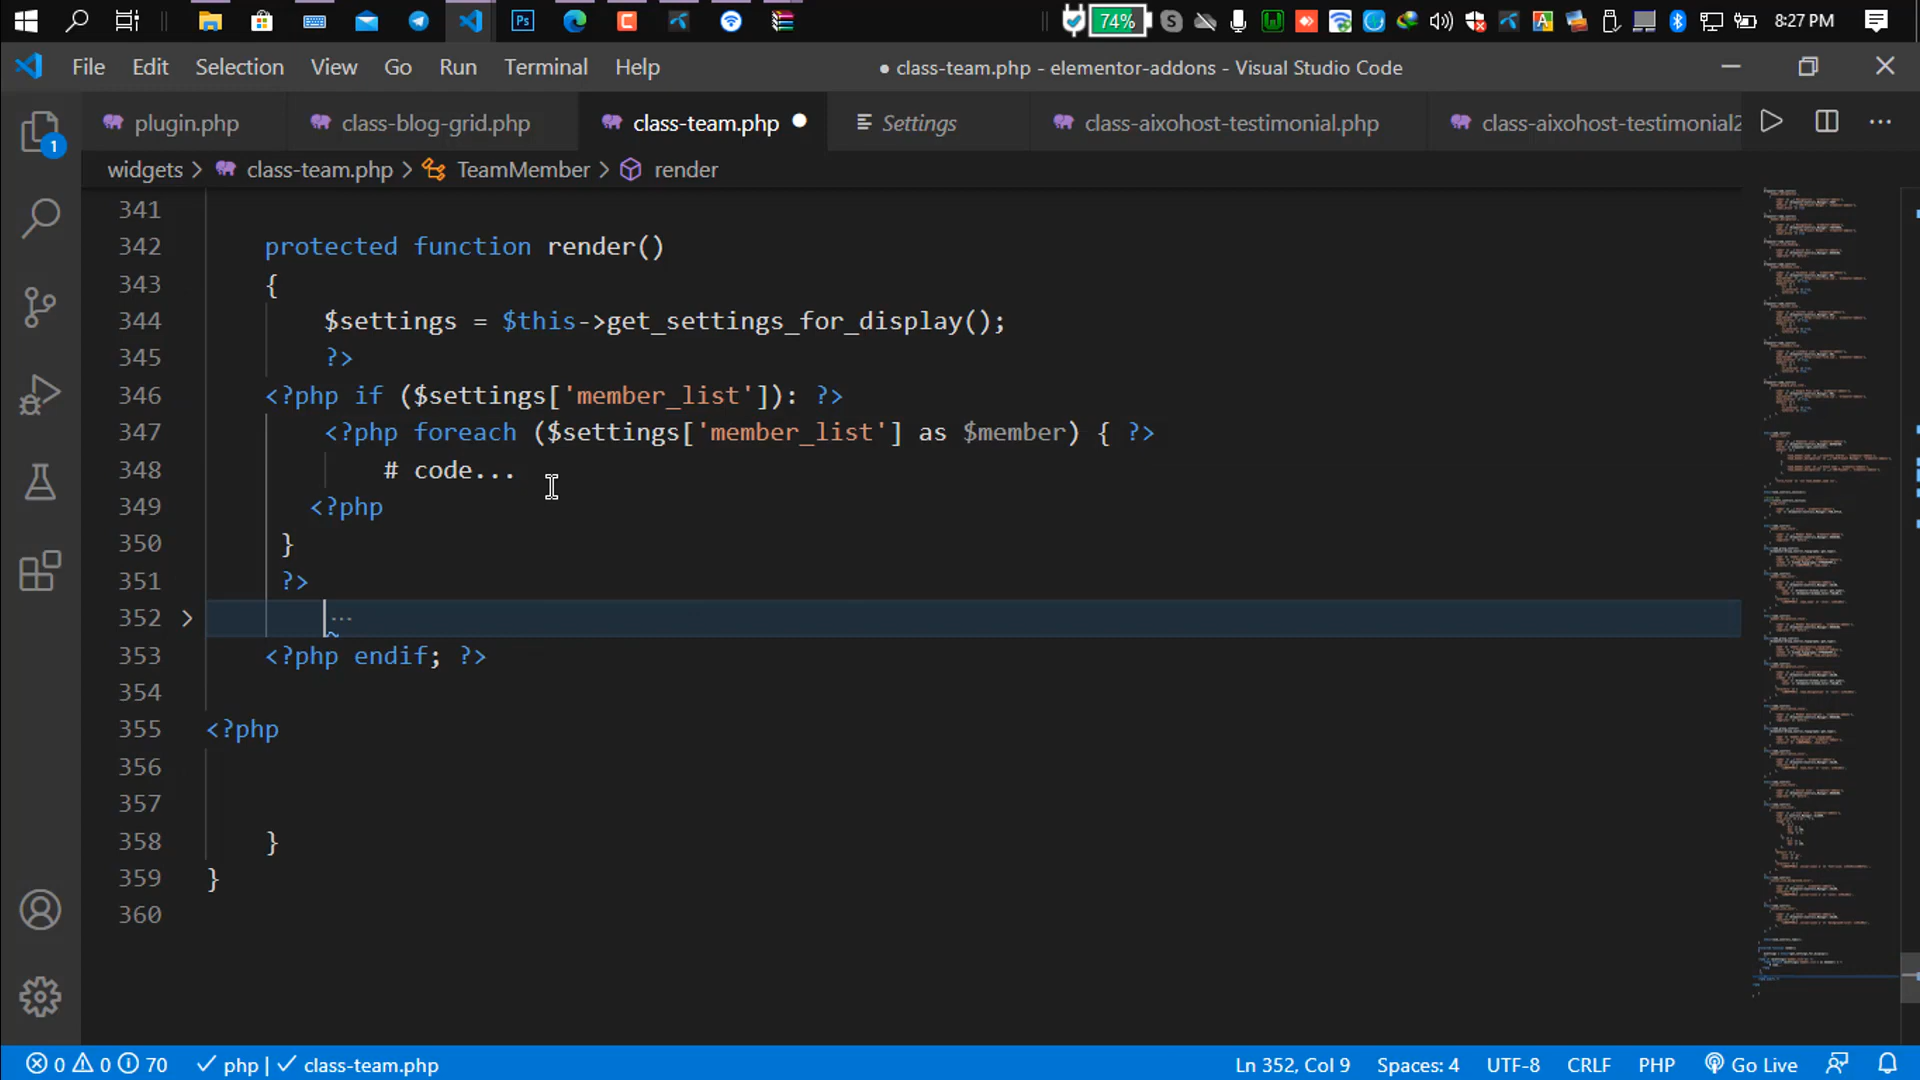 74%
8:27 PM
File Edit Selection View Go Run Terminal Help
● class-team.php - elementor-addons - Visual Studio Code
plugin.php class-blog-grid.php class-team.php Settings class-aixohost-testimonial.php class-aixohost-testimonial2
widgets > class-team.php > TeamMember > render
1
341
342 protected function render()
343 {
344 $settings = $this->get_settings_for_display();
345 ?>
346 <?php if ($settings['member_list']): ?>
347 <?php foreach ($settings['member_list'] as $member) { ?>
348 # code...
349 <?php
350 }
351 ?>
352 ...
353 <?php endif; ?>
354
355 <?php
356
357
358 }
359 }
360
0 0 70 php | class-team.php Ln 352, Col 9 Spaces: 4 UTF-8 CRLF PHP Go Live